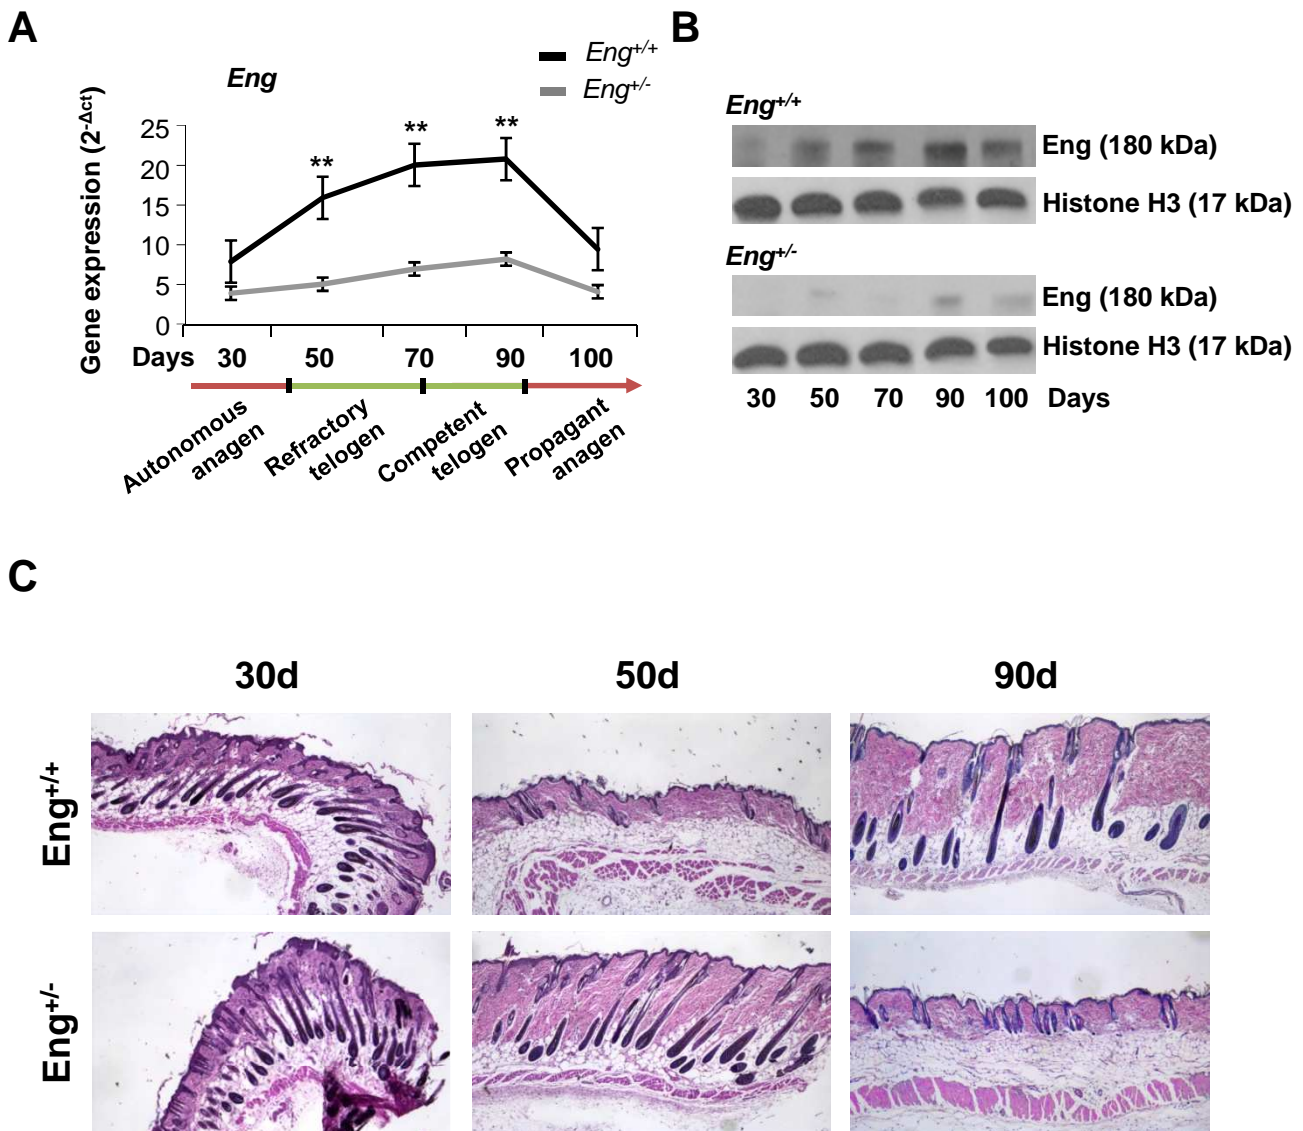 A
Eng
Eng+/+
Eng+/-
Gene expression (2-Δct)
25
20
15
10
5
0
**
**
**
Days 30 50 70 90 100
Autonomous
anagen
Refractory
telogen
Competent
telogen
Propagant
anagen
B
Eng+/+
Eng (180 kDa)
Histone H3 (17 kDa)
Eng+/-
Eng (180 kDa)
Histone H3 (17 kDa)
30 50 70 90 100 Days
C
30d 50d 90d
Eng+/+
Eng+/-